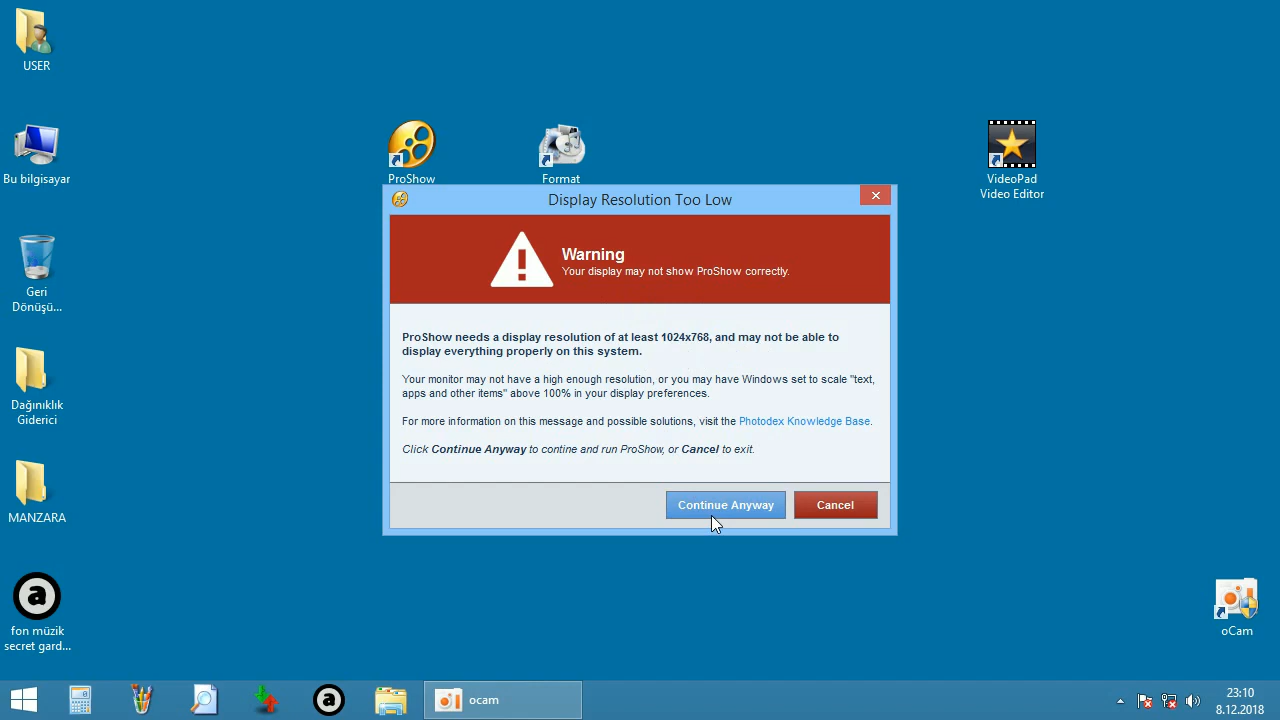 USER
Bu bilgisayar
Geri
Dönüşü...
Dağınıklık
Giderici
MANZARA
fon müzik
secret gard...
ProShow
Format
VideoPad
Video Editor
Display Resolution Too Low
Warning
Your display may not show ProShow correctly.
ProShow needs a display resolution of at least 1024x768, and may not be able to
display everything properly on this system.
Your monitor may not have a high enough resolution, or you may have Windows set to scale "text,
apps and other items" above 100% in your display preferences.
For more information on this message and possible solutions, visit the Photodex Knowledge Base.
Click Continue Anyway to contine and run ProShow, or Cancel to exit.
Continue Anyway
Cancel
oCam
ocam
23:10
8.12.2018